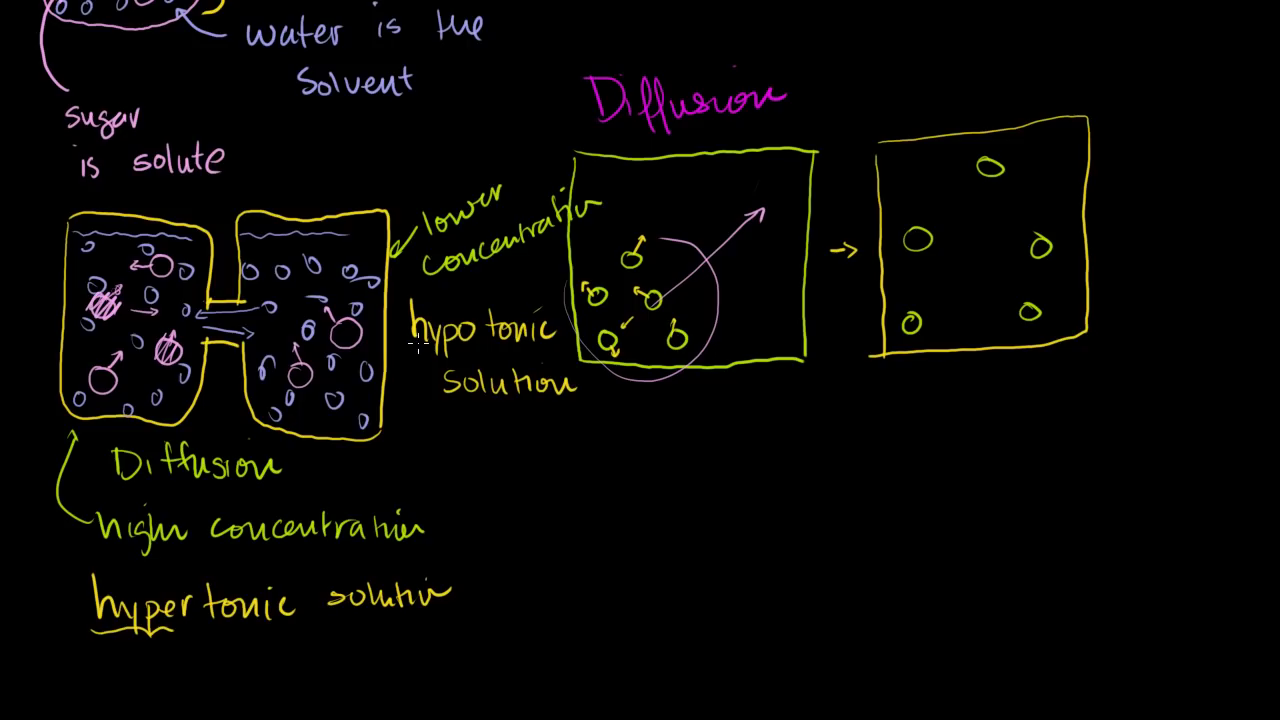 water is the
Solvent
sugar
is solute
Diffusion
lower
concentration
hypotonic
solution
Diffusion
high concentration
hypertonic solution